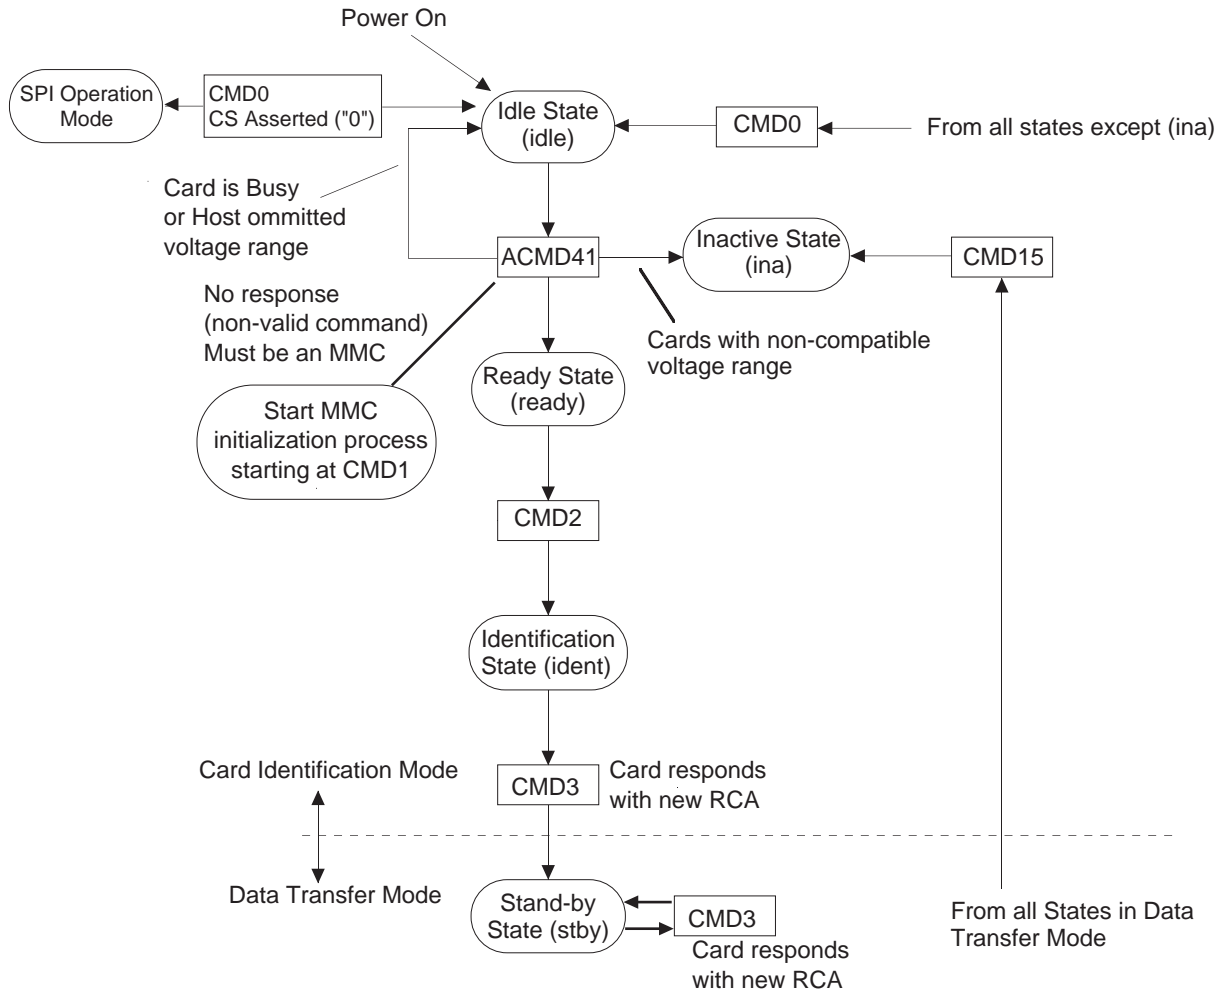 Power On
SPI Operation
Mode
CMD0
CS Asserted ("0")
Idle State
(idle)
CMD0
From all states except (ina)
Card is Busy
or Host ommitted
voltage range
ACMD41
Inactive State
(ina)
CMD15
No response
(non-valid command)
Must be an MMC
Cards with non-compatible
voltage range
Start MMC
initialization process
starting at CMD1
Ready State
(ready)
CMD2
Identification
State (ident)
Card Identification Mode
CMD3
Card responds
with new RCA
Data Transfer Mode
Stand-by
State (stby)
CMD3
Card responds
with new RCA
From all States in Data
Transfer Mode